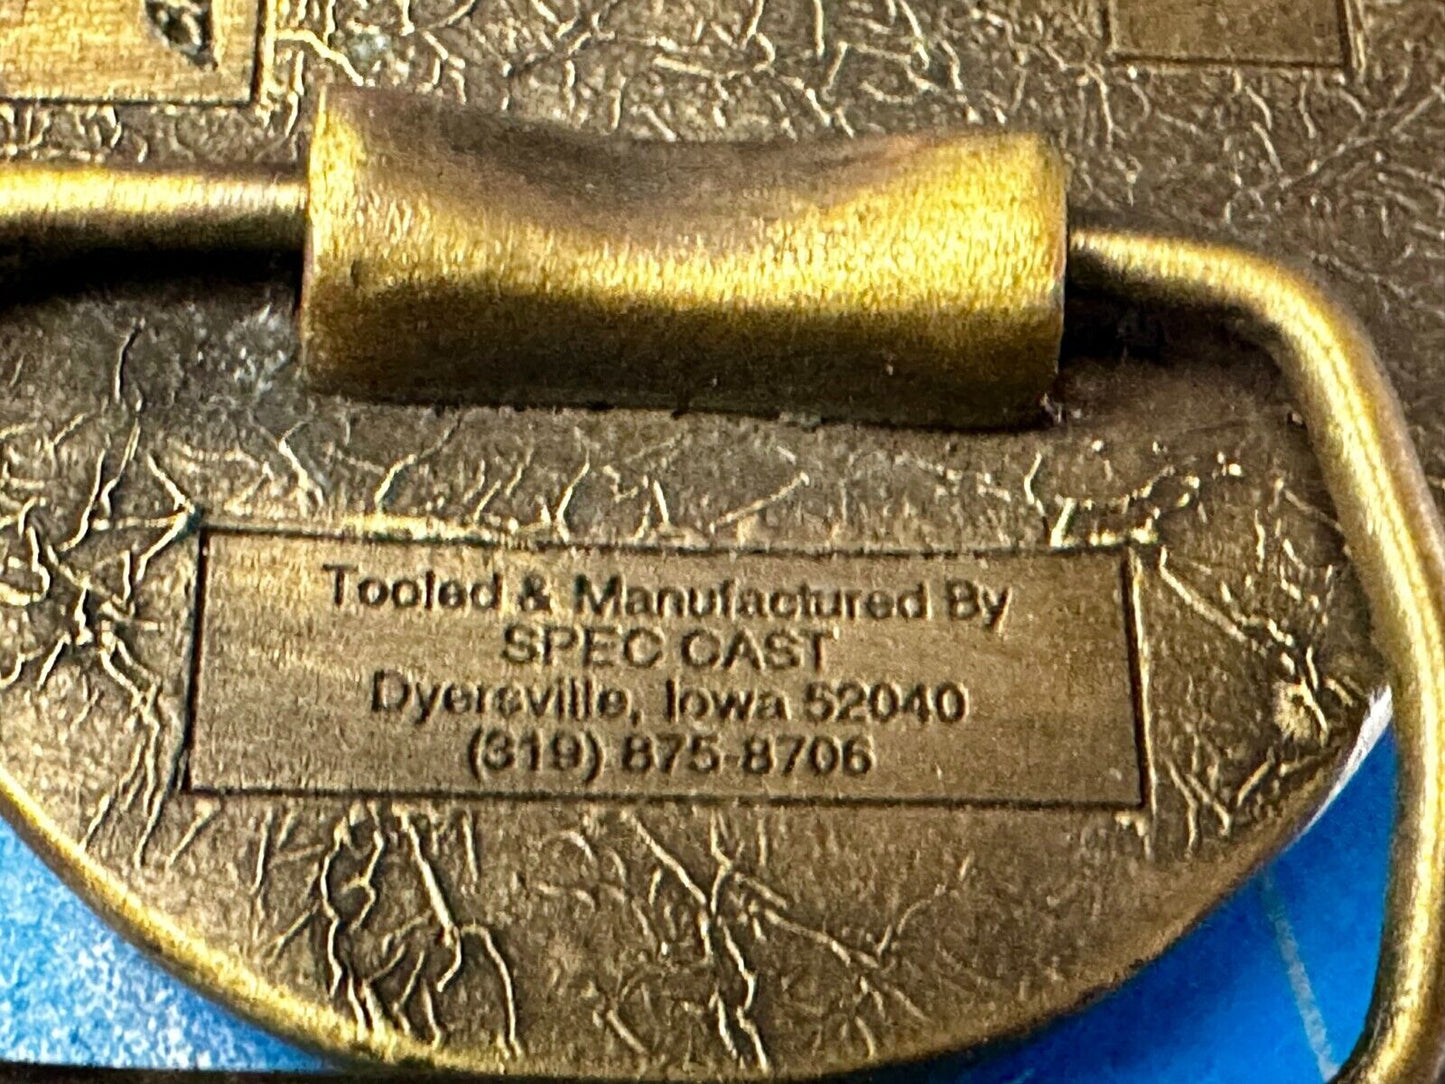 Tooled & Manufactured By
SPEC CAST
Dyersville, Iowa 52040
(319) 875-8706